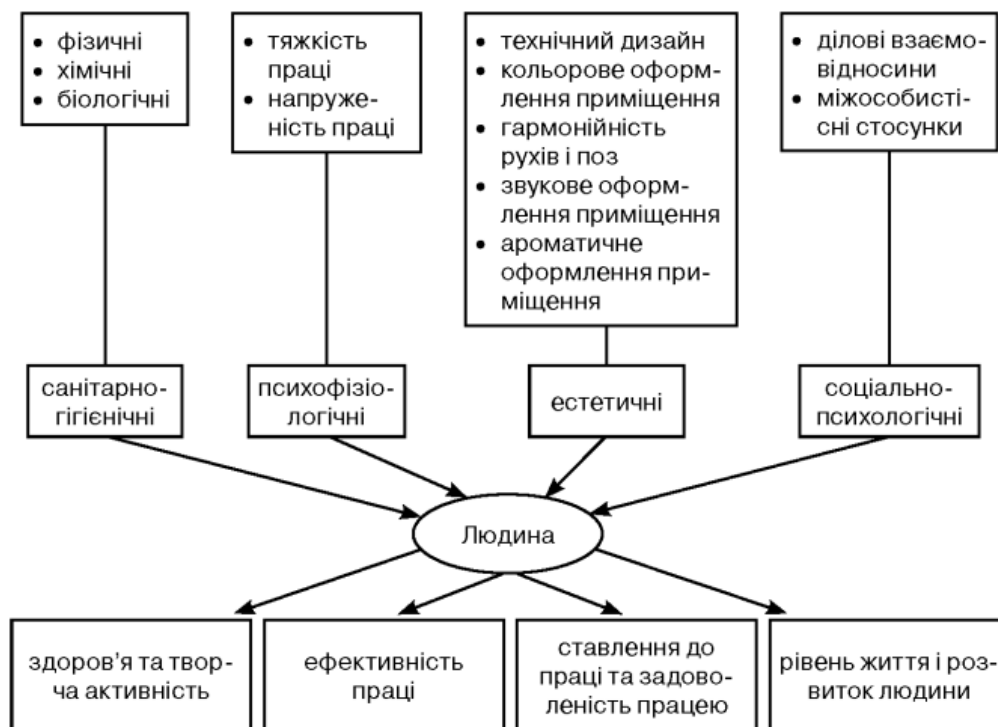 • фізичні
• хімічні
• біологічні
• тяжкість
праці
• напруже-
ність праці
• технічний дизайн
• кольорове оформ-
лення приміщення
• гармонійність
рухів і поз
• звукове оформ-
лення приміщення
• ароматичне
оформлення при-
міщення
• ділові взаємо-
відносини
• міжособисті-
сні стосунки
санітарно-
гігієнічні
психофізіо-
логічні
естетичні
соціально-
психологічні
Людина
здоров’я та твор-
ча активність
ефективність
праці
ставлення до
праці та задово-
леність працею
рівень життя і роз-
виток людини